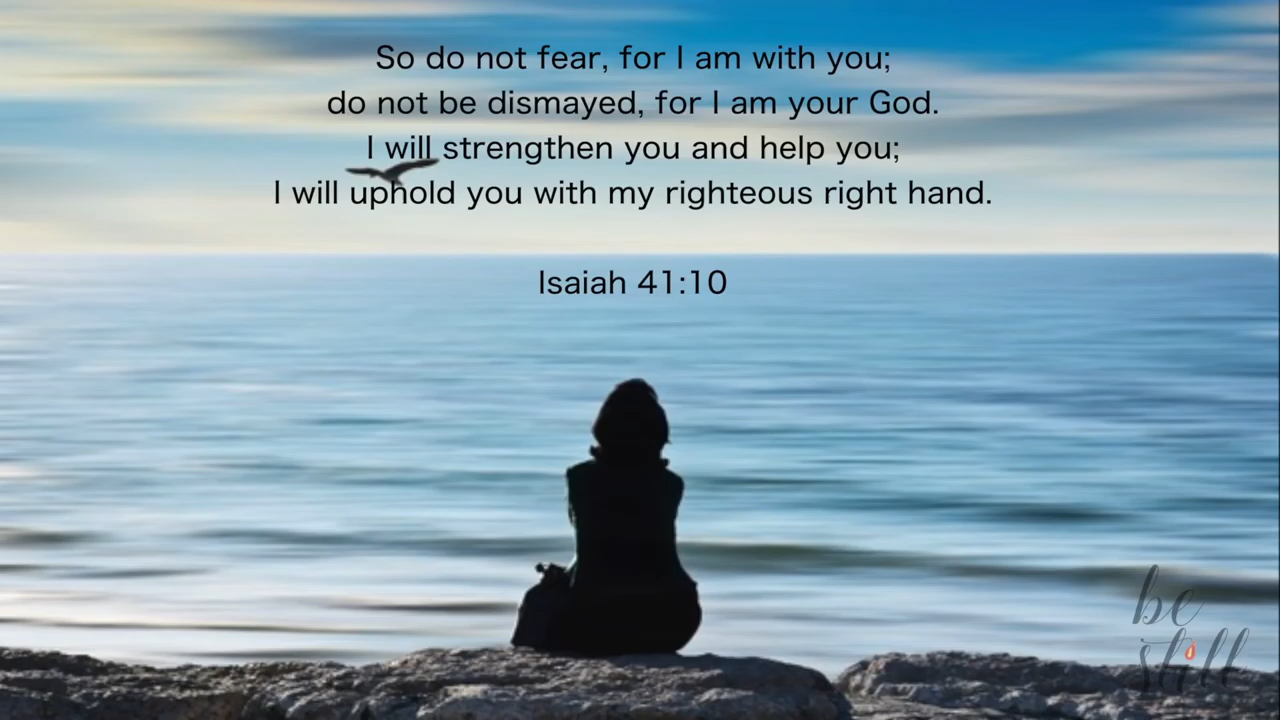 So do not fear, for I am with you;
do not be dismayed, for I am your God.
I will strengthen you and help you;
I will uphold you with my righteous right hand.
Isaiah 41:10
be
still